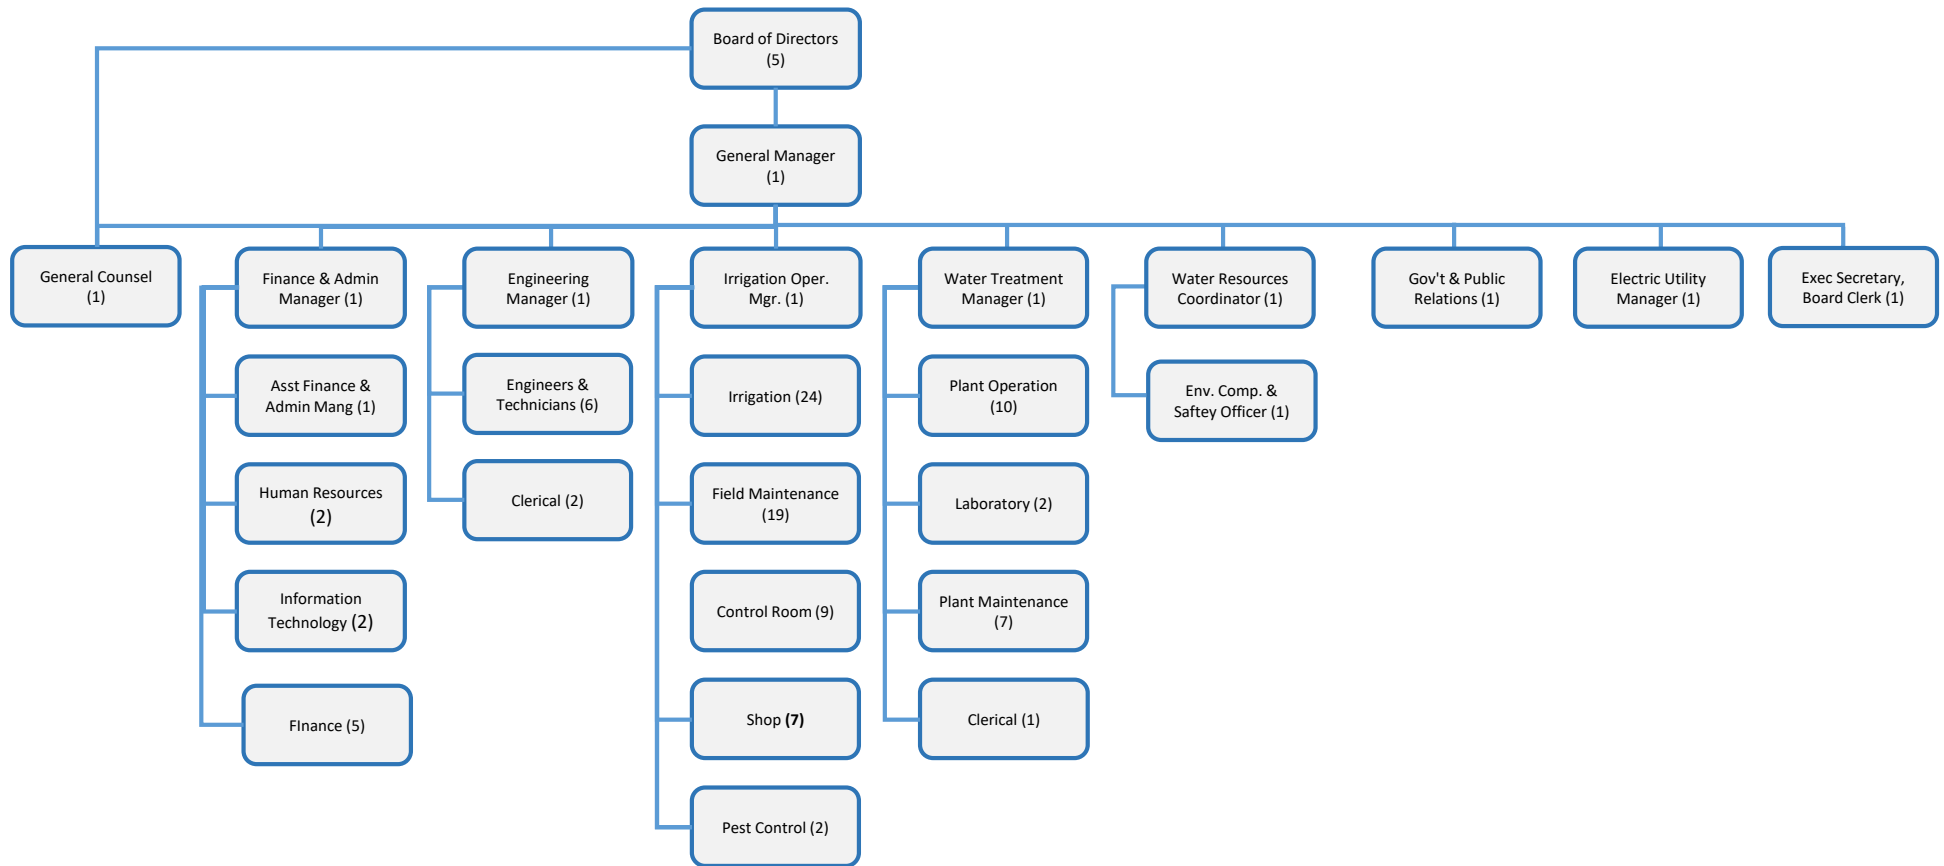 Board of Directors
(5)
General Manager
(1)
General Counsel
(1)
Finance & Admin
Manager (1)
Engineering
Manager (1)
Irrigation Oper.
Mgr. (1)
Water Treatment
Manager (1)
Water Resources
Coordinator (1)
Gov't & Public
Relations (1)
Electric Utility
Manager (1)
Exec Secretary,
Board Clerk (1)
Asst Finance &
Admin Mang (1)
Engineers &
Technicians (6)
Irrigation (24)
Plant Operation
(10)
Env. Comp. &
Saftey Officer (1)
Human Resources
(2)
Clerical (2)
Field Maintenance
(19)
Laboratory (2)
Information
Technology (2)
Control Room (9)
Plant Maintenance
(7)
FInance (5)
Shop (7)
Clerical (1)
Pest Control (2)